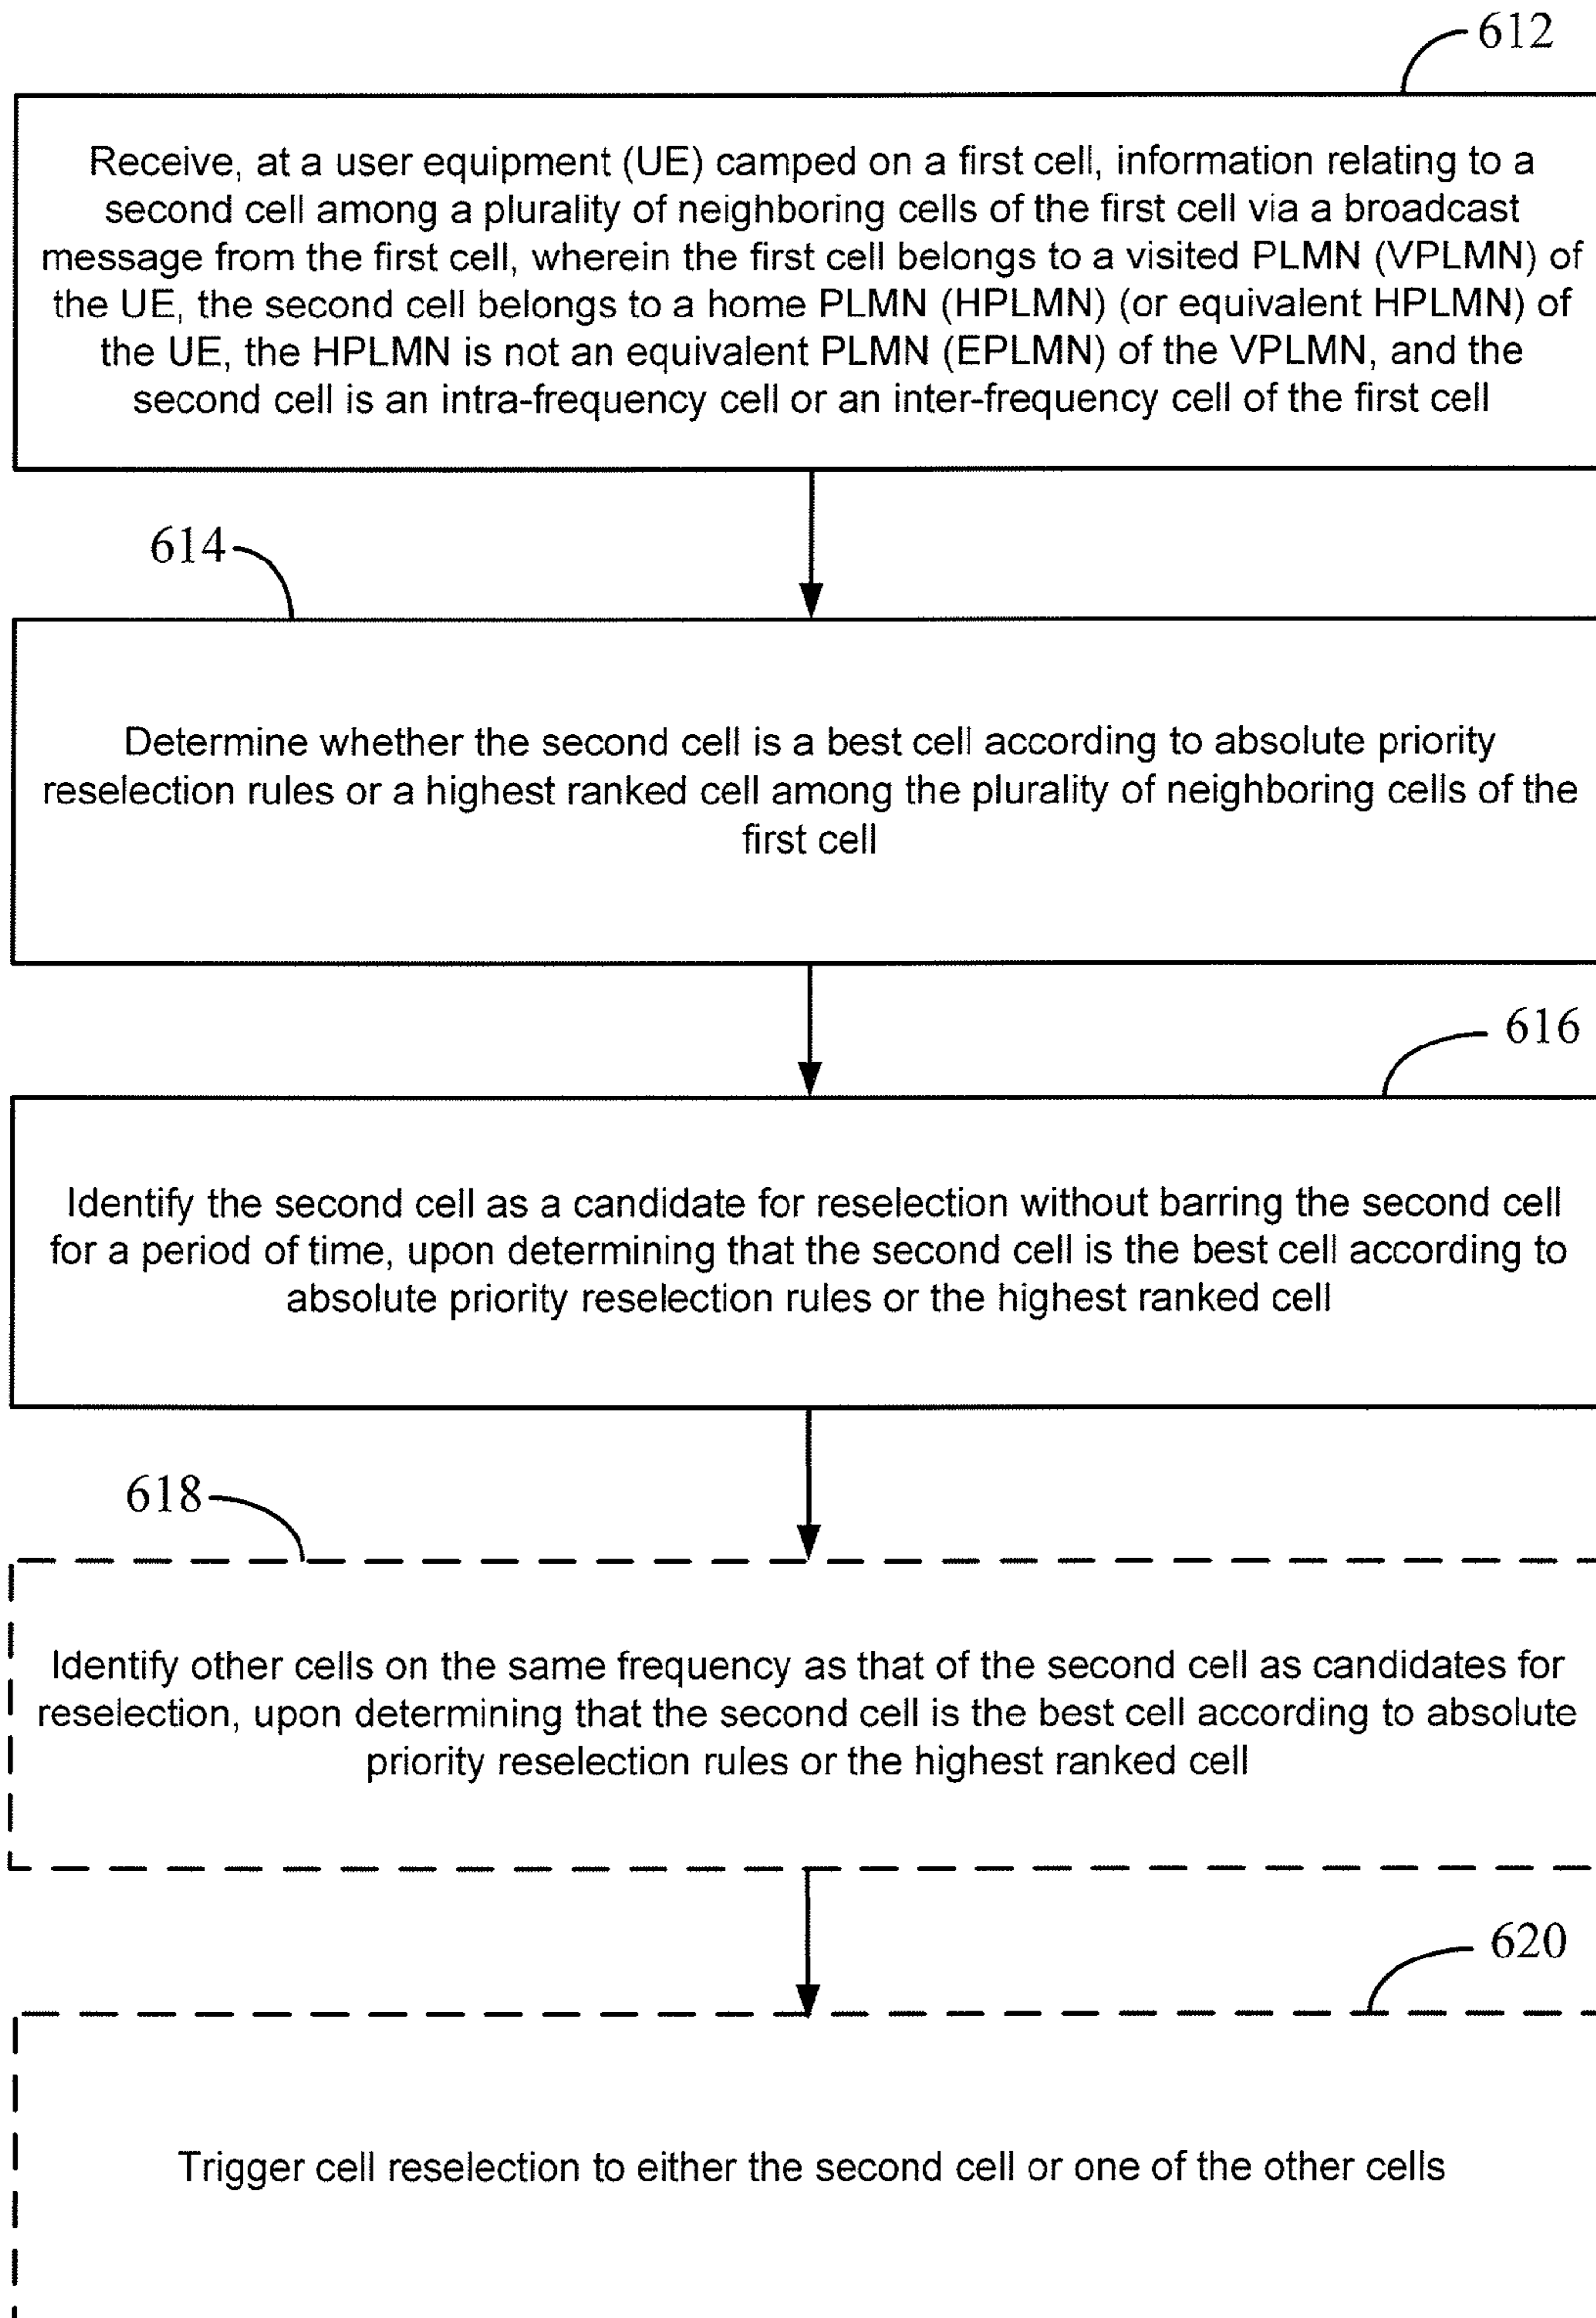 612
Receive, at a user equipment (UE) camped on a first cell, information relating to a
second cell among a plurality of neighboring cells of the first cell via a broadcast
message from the first cell, wherein the first cell belongs to a visited PLMN (VPLMN) of
the UE, the second cell belongs to a home PLMN (HPLMN) (or equivalent HPLMN) of
the UE, the HPLMN is not an equivalent PLMN (EPLMN) of the VPLMN, and the
second cell is an intra-frequency cell or an inter-frequency cell of the first cell
614
Determine whether the second cell is a best cell according to absolute priority
reselection rules or a highest ranked cell among the plurality of neighboring cells of the
first cell
616
Identify the second cell as a candidate for reselection without barring the second cell
for a period of time, upon determining that the second cell is the best cell according to
absolute priority reselection rules or the highest ranked cell
618
Identify other cells on the same frequency as that of the second cell as candidates for
reselection, upon determining that the second cell is the best cell according to absolute
priority reselection rules or the highest ranked cell
620
Trigger cell reselection to either the second cell or one of the other cells